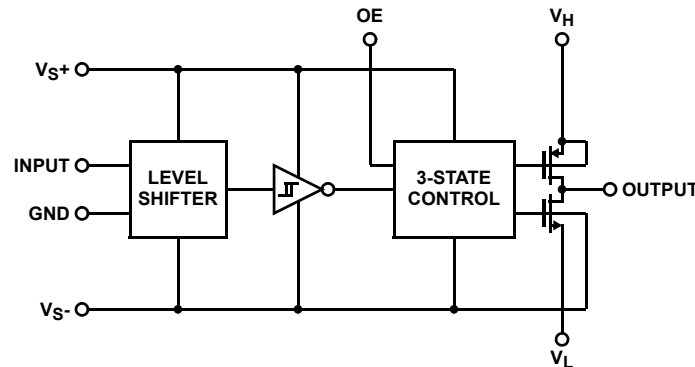 OE
VH
VS+
INPUT
LEVEL
SHIFTER
3-STATE
CONTROL
OUTPUT
GND
VS-
VL